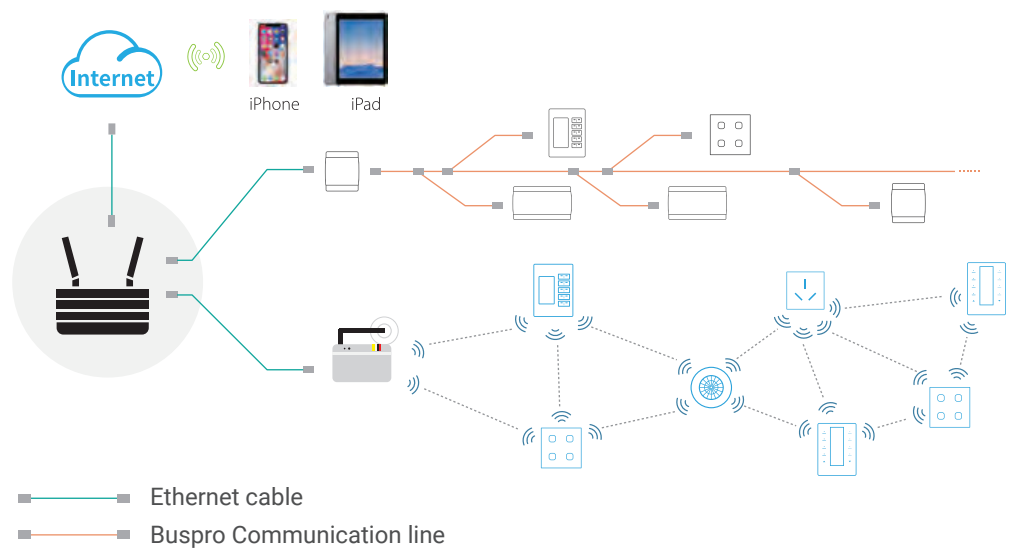 Internet
iPhone
iPad
Ethernet cable
Buspro Communication line